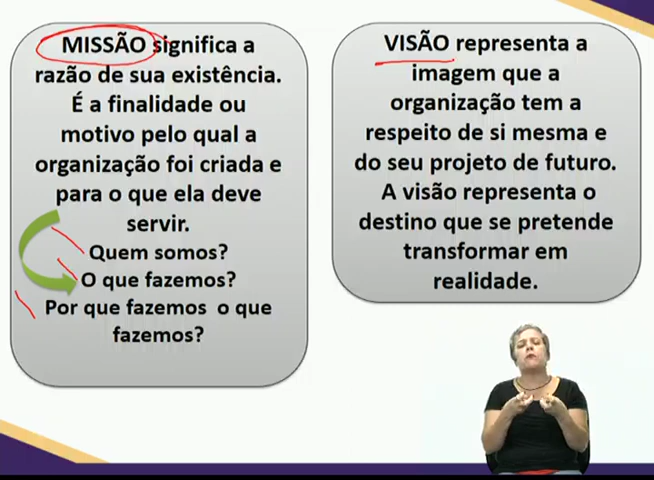 MISSÃO significa a
razão de sua existência.
É a finalidade ou
motivo pelo qual a
organização foi criada e
para o que ela deve
servir.
Quem somos?
O que fazemos?
Por que fazemos o que
fazemos?
VISÃO representa a
imagem que a
organização tem a
respeito de si mesma e
do seu projeto de futuro.
A visão representa o
destino que se pretende
transformar em
realidade.